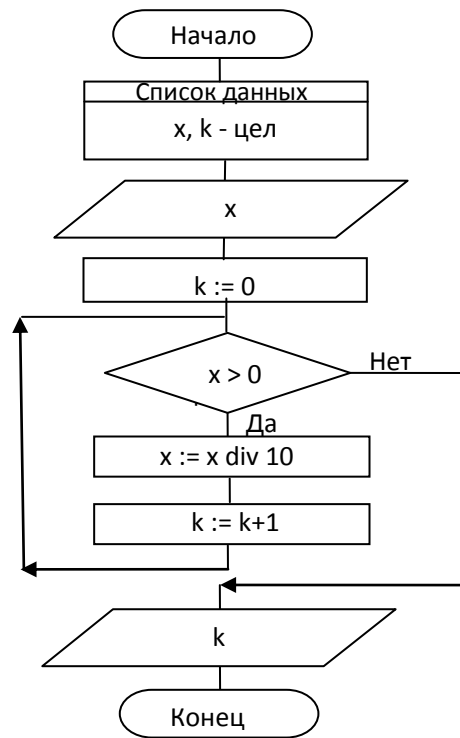 Начало
Список данных
x, k - цел
x
k := 0
x > 0
Нет
Да
x := x div 10
k := k+1
k
Конец